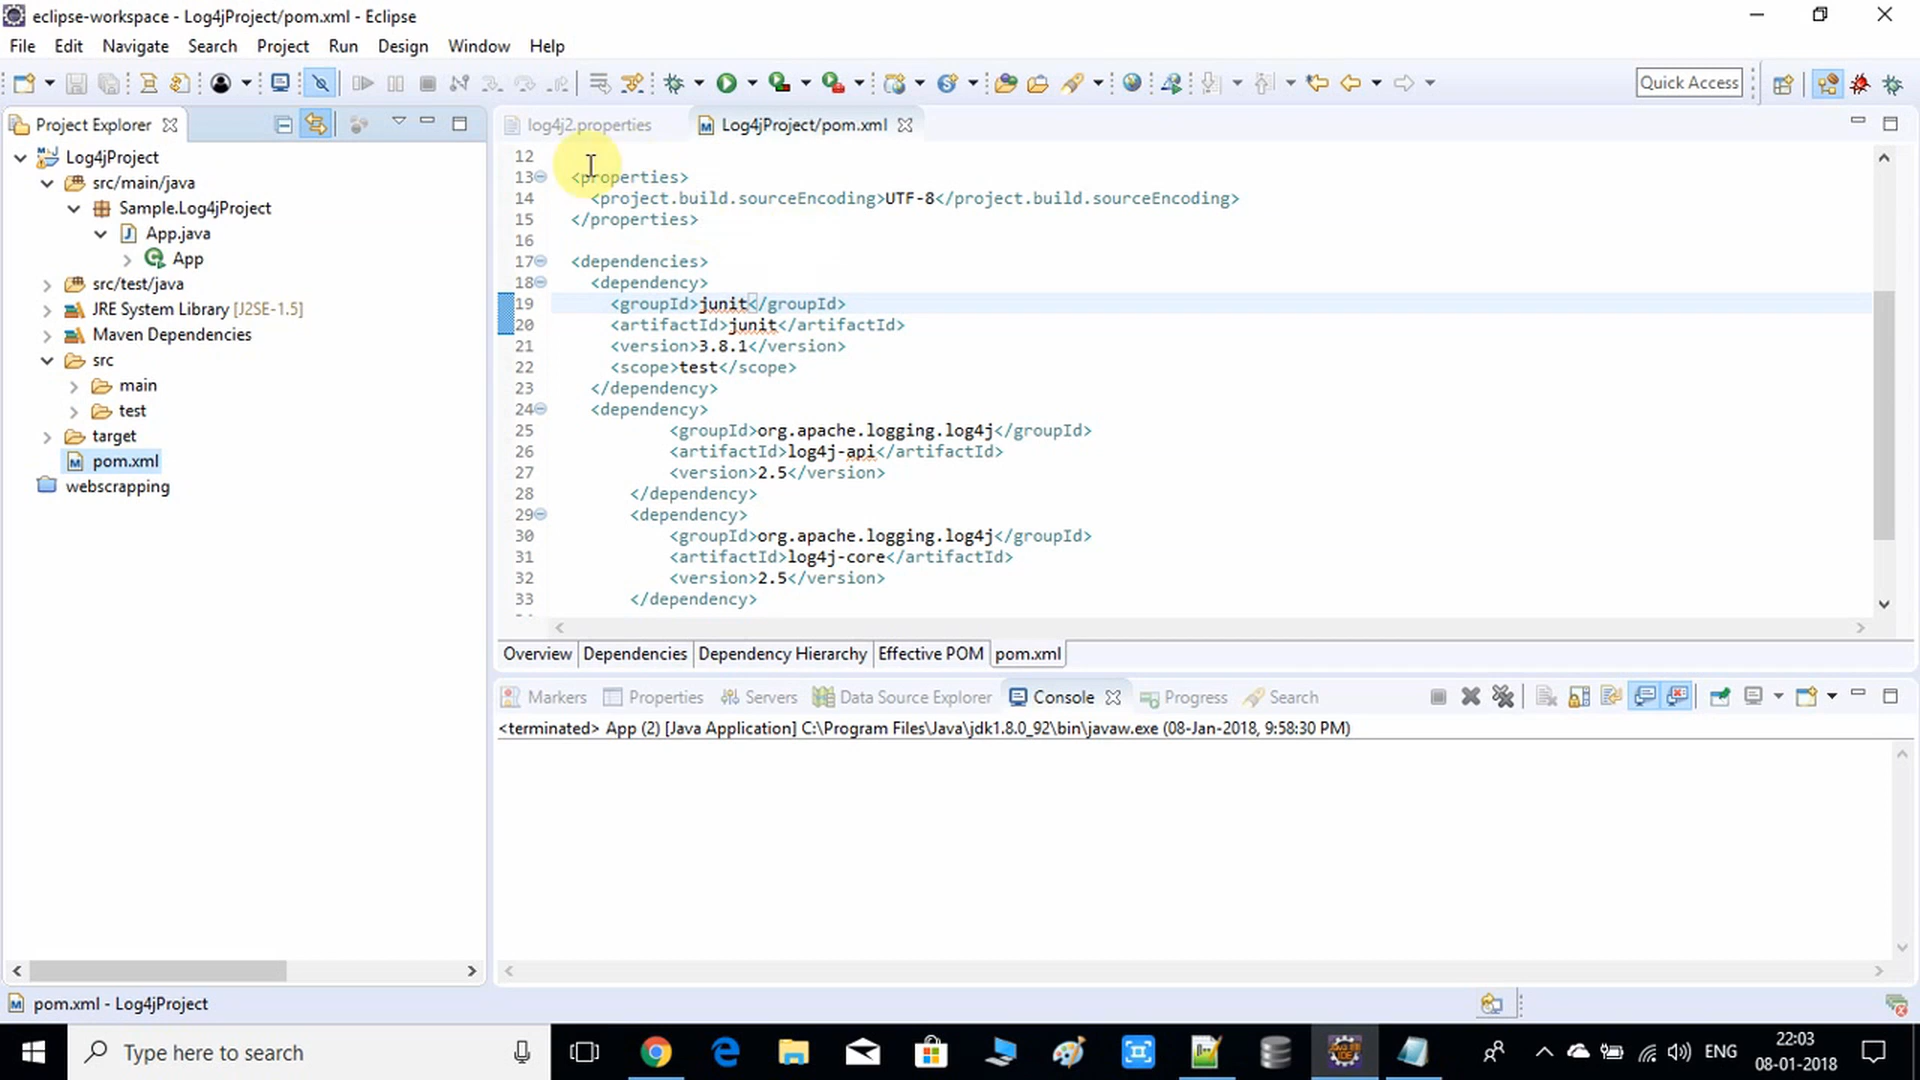 eclipse-workspace - Log4jProject/pom.xml - Eclipse
File Edit Navigate Search Project Run Design Window Help
Quick Access
Project Explorer
Log4jProject
src/main/java
Sample.Log4jProject
App.java
App
src/test/java
JRE System Library [J2SE-1.5]
Maven Dependencies
src
main
test
target
pom.xml
webscrapping
log4j2.properties Log4jProject/pom.xml
12
13 <properties>
14 <project.build.sourceEncoding>UTF-8</project.build.sourceEncoding>
15 </properties>
16
17 <dependencies>
18 <dependency>
19 <groupId>junit</groupId>
20 <artifactId>junit</artifactId>
21 <version>3.8.1</version>
22 <scope>test</scope>
23 </dependency>
24 <dependency>
25 <groupId>org.apache.logging.log4j</groupId>
26 <artifactId>log4j-api</artifactId>
27 <version>2.5</version>
28 </dependency>
29 <dependency>
30 <groupId>org.apache.logging.log4j</groupId>
31 <artifactId>log4j-core</artifactId>
32 <version>2.5</version>
33 </dependency>
Overview Dependencies Dependency Hierarchy Effective POM pom.xml
Markers Properties Servers Data Source Explorer Console Progress Search
<terminated> App (2) [Java Application] C:\Program Files\Java\jdk1.8.0_92\bin\javaw.exe (08-Jan-2018, 9:58:30 PM)
pom.xml - Log4jProject
Type here to search
ENG
22:03
08-01-2018